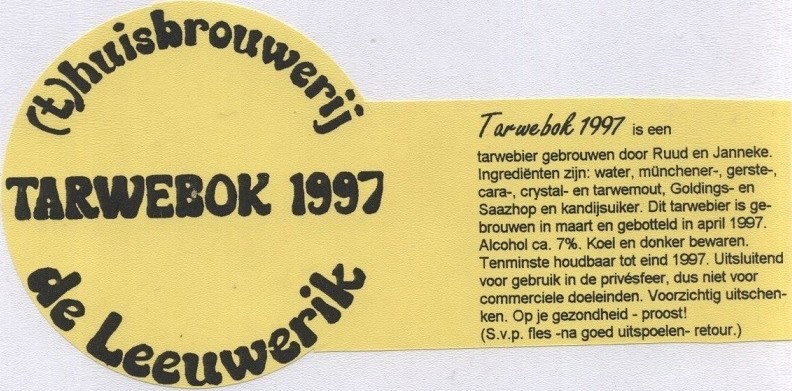 (t)huisbrouwerij
TARWEBOK 1997
de Leeuwerik
Tarwebok 1997 is een
tarwebier gebrouwen door Ruud en Janneke.
Ingrediënten zijn: water, münchener-, gerste-,
cara-, crystal- en tarwemout, Goldings- en
Saazhop en kandijsuiker. Dit tarwebier is ge-
brouwen in maart en gebotteld in april 1997.
Alcohol ca. 7%. Koel en donker bewaren.
Tenminste houdbaar tot eind 1997. Uitsluitend
voor gebruik in de privésfeer, dus niet voor
commerciele doeleinden. Voorzichtig uitschen-
ken. Op je gezondheid - proost!
(S.v.p. fles -na goed uitspoelen- retour.)